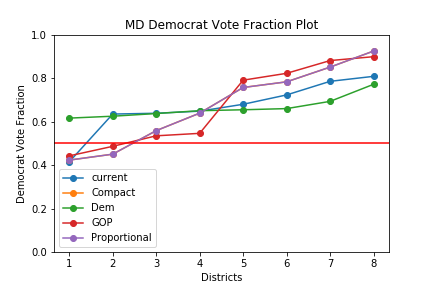 MD Democrat Vote Fraction Plot
1.0
0.8
0.6
0.4
0.2
0.0
Democrat Vote Fraction
current
Compact
Dem
GOP
Proportional
1 2 3 4 5 6 7 8
Districts